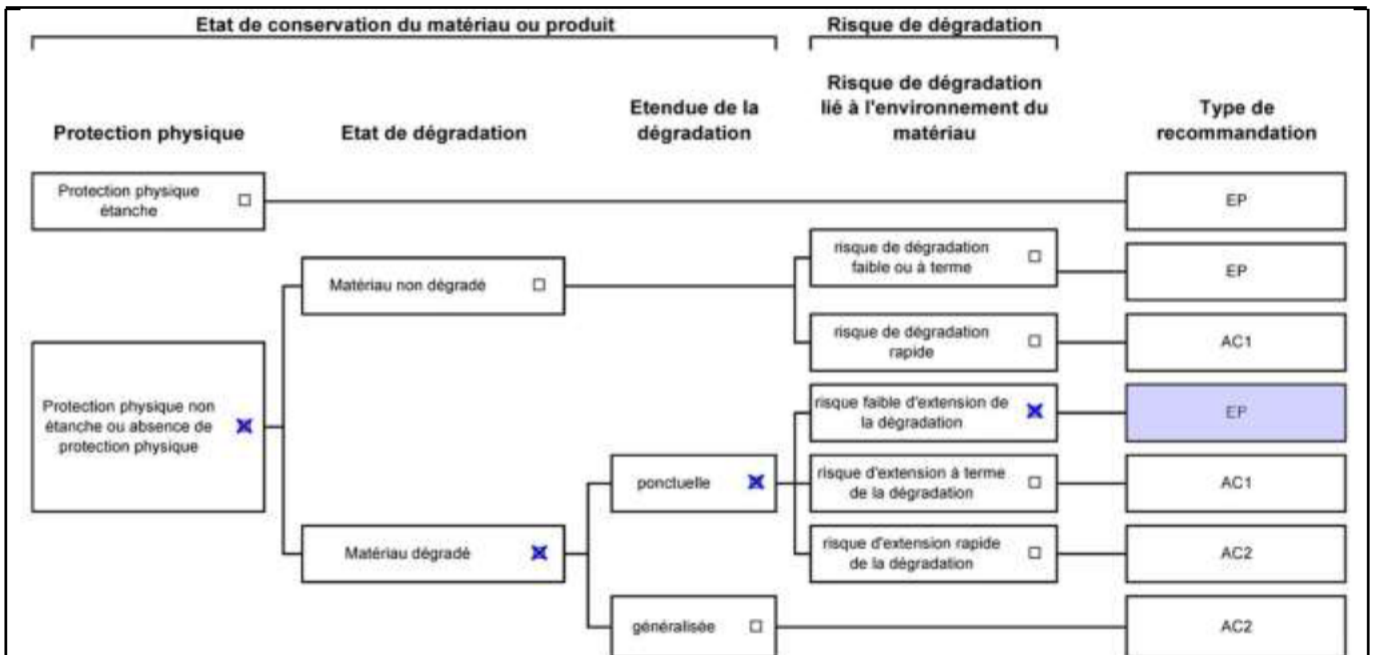 Etat de conservation du matériau ou produit
Risque de dégradation
Protection physique
Etat de dégradation
Etendue de la
dégradation
Risque de dégradation
lié à l'environnement du
matériau
Type de
recommandation
Protection physique
étanche
EP
Matériau non dégradé
risque de dégradation
faible ou à terme
EP
risque de dégradation
rapide
AC1
Protection physique non
étanche ou absence de
protection physique
risque faible d'extension de
la dégradation
EP
ponctuelle
risque d'extension à terme
de la dégradation
AC1
Matériau dégradé
risque d'extension rapide
de la dégradation
AC2
généralisée
AC2